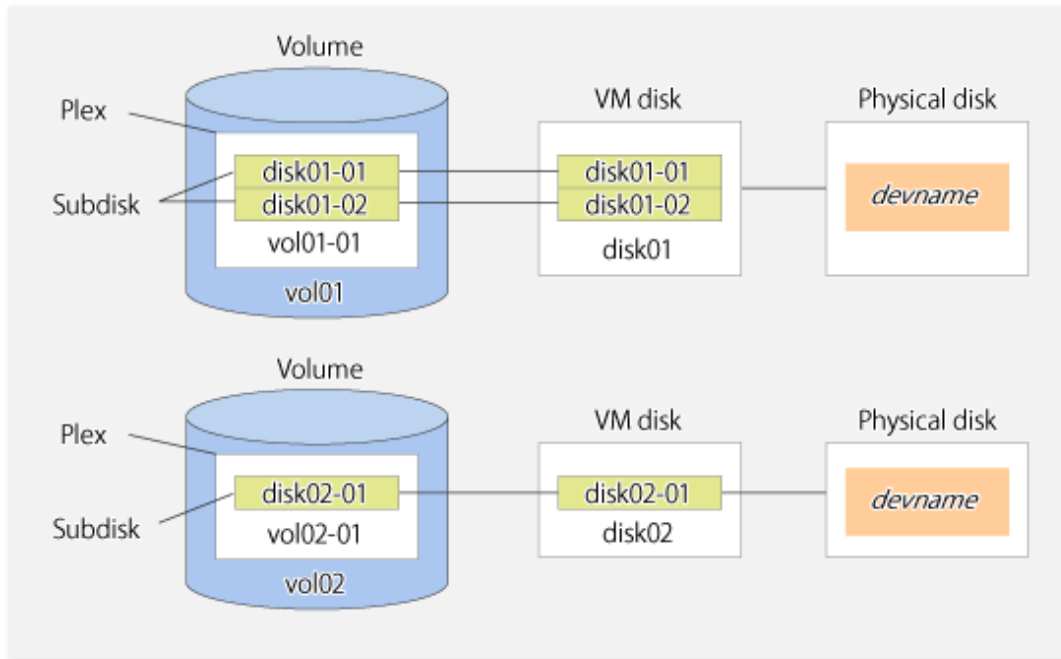 Volume
VM disk
Physical disk
Plex
disk01-01
disk01-01
devname
Subdisk
disk01-02
disk01-02
vol01-01
disk01
vol01
Volume
VM disk
Physical disk
Plex
disk02-01
disk02-01
devname
Subdisk
vol02-01
disk02
vol02